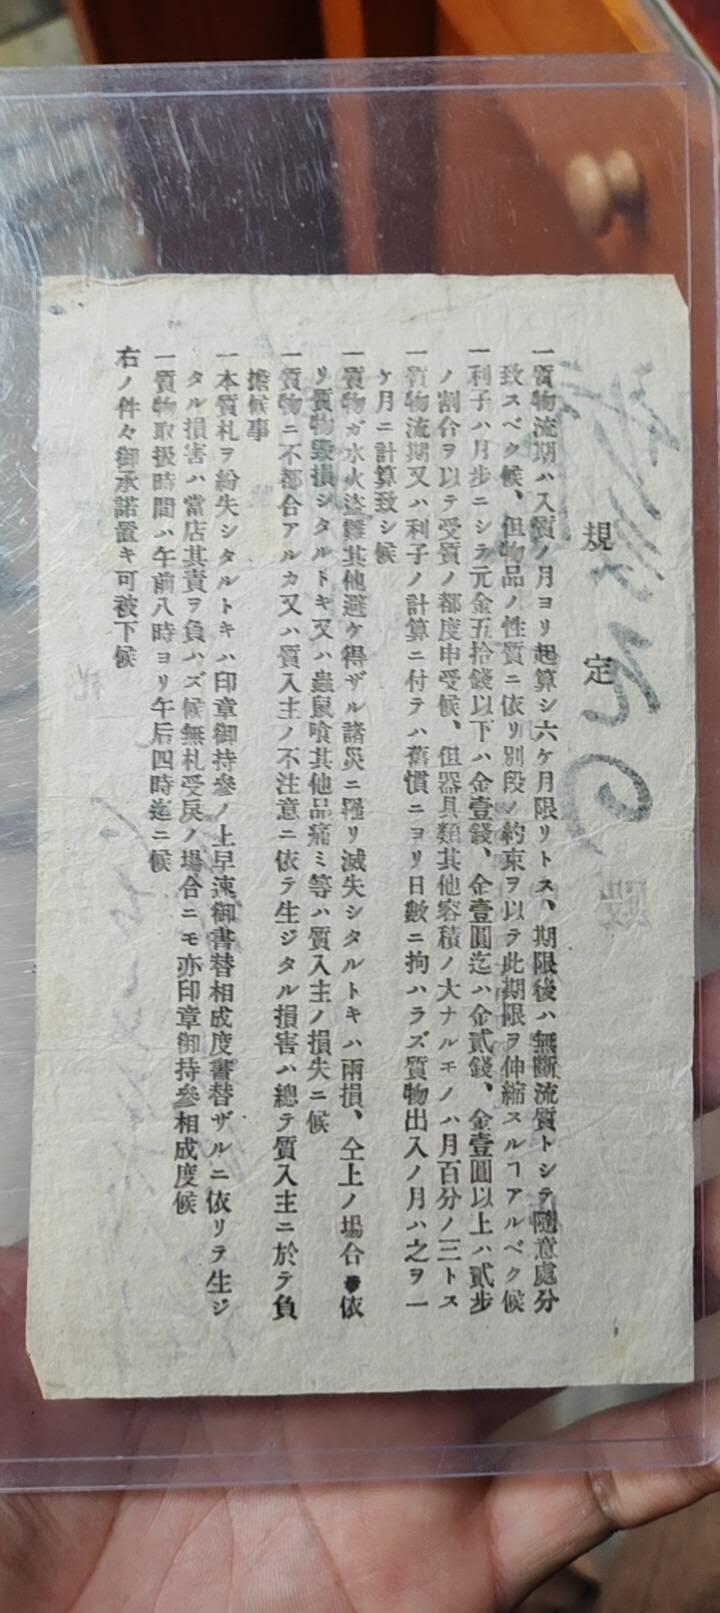 規定
一質物流期ハ入質ノ月ヨリ起算シ六ケ月限リトス、期限後ハ無斷流質トシテ隨意處分
致スベク候、但物品ノ性質ニ依リ別段ノ約束ヲ以テ此期限ヲ伸縮スルヿアルベク候
一利子ハ月歩ニシテ元金五拾錢以下ハ金壹錢、金壹圓迄ハ金貳錢、金壹圓以上ハ貳歩
ノ割合ヲ以テ受質ノ都度申受候、但器具類其他容積ノ大ナルモノハ月百分ノ三トス
一質物流期又ハ利子ノ計算ニ付テハ舊慣ニヨリ日數ニ拘ハラズ質物出入ノ月ハ之ヲ一
ケ月ニ計算致シ候
一質物ガ水火盜難其他避ケ得ザル諸災ニ罹リ滅失シタルトキハ兩損、仝上ノ場合依
リ質物毀損シタルトキ又ハ蟲鼠喰其他品痛ミ等ハ質入主ノ損失ニ候
一質物ニ不都合アルカ又ハ質入主ノ不注意ニ依テ生ジタル損害ハ總テ質入主ニ於テ負
擔候事
一本質札ヲ紛失シタルトキハ印章御持參ノ上早速御書替相成度書替ザルニ依リテ生ジ
タル損害ハ當店其責ヲ負ハズ候無札受戻ノ場合ニモ亦印章御持參相成度候
一質物取扱時間ハ午前八時ヨリ午后四時迄ニ候
右ノ件々御承諾置キ可被下候